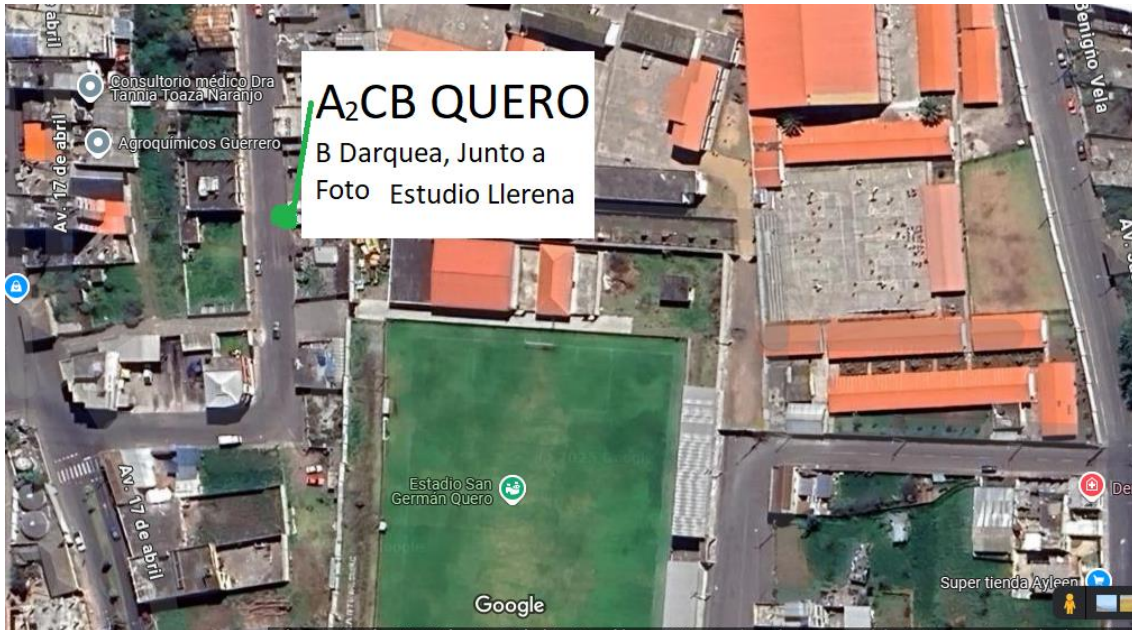 abril
Benigno Vela
Consultorio médico Dra
Tannia Toaza Naranjo
Agroquímicos Guerrero
Av. 17 de abril
A₂CB QUERO
B Darquea, Junto a
Foto Estudio Llerena
Estadio San
Germán Quero
Av. 17 de abril
Super tienda Ayleen
Google